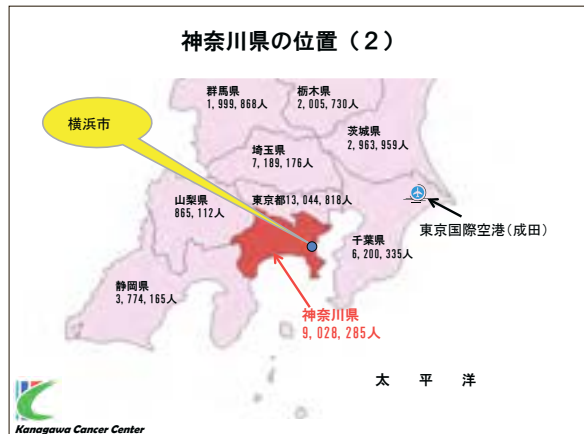 神奈川県の位置（２）
群馬県
1,999,868人
栃木県
2,005,730人
横浜市
茨城県
2,963,959人
埼玉県
7,189,176人
山梨県
865,112人
東京都13,044,818人
東京国際空港（成田）
千葉県
6,200,335人
静岡県
3,774,165人
神奈川県
9,028,285人
太　平　洋
Kanagawa Cancer Center